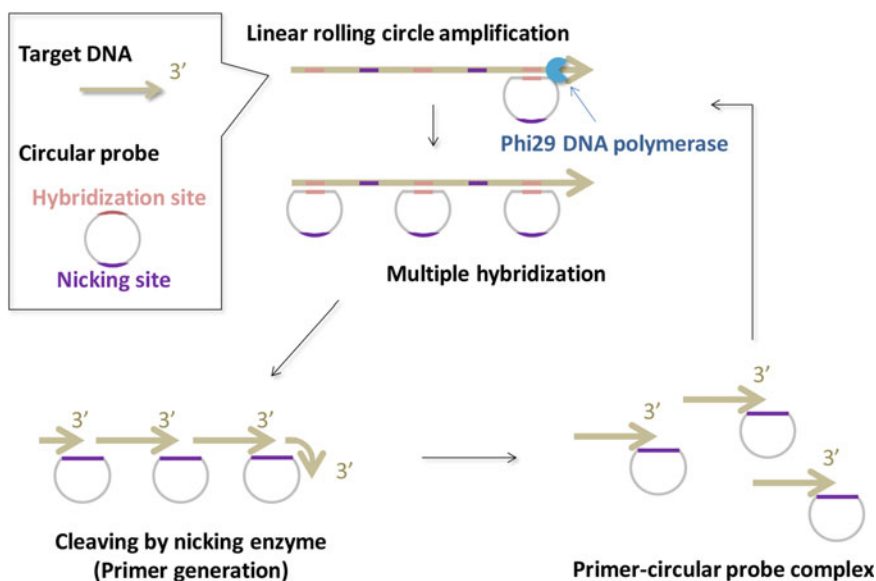 Linear rolling circle amplification
Target DNA
3’
Circular probe
Hybridization site
Nicking site
Phi29 DNA polymerase
Multiple hybridization
3’
3’
3’
3’
Cleaving by nicking enzyme
(Primer generation)
3’
3’
3’
Primer-circular probe complex